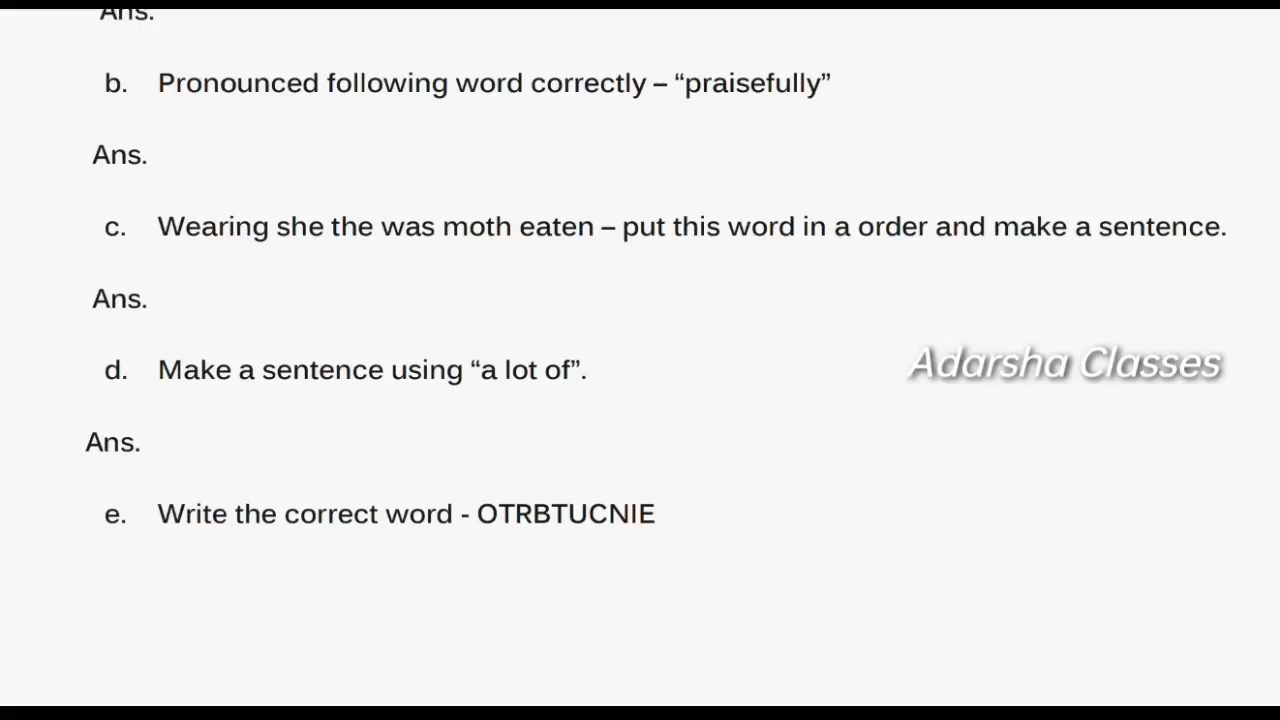 Ans.
b. Pronounced following word correctly – “praisefully”
Ans.
c. Wearing she the was moth eaten – put this word in a order and make a sentence.
Ans.
d. Make a sentence using “a lot of”.
Adarsha Classes
Ans.
e. Write the correct word - OTRBTUCNIE